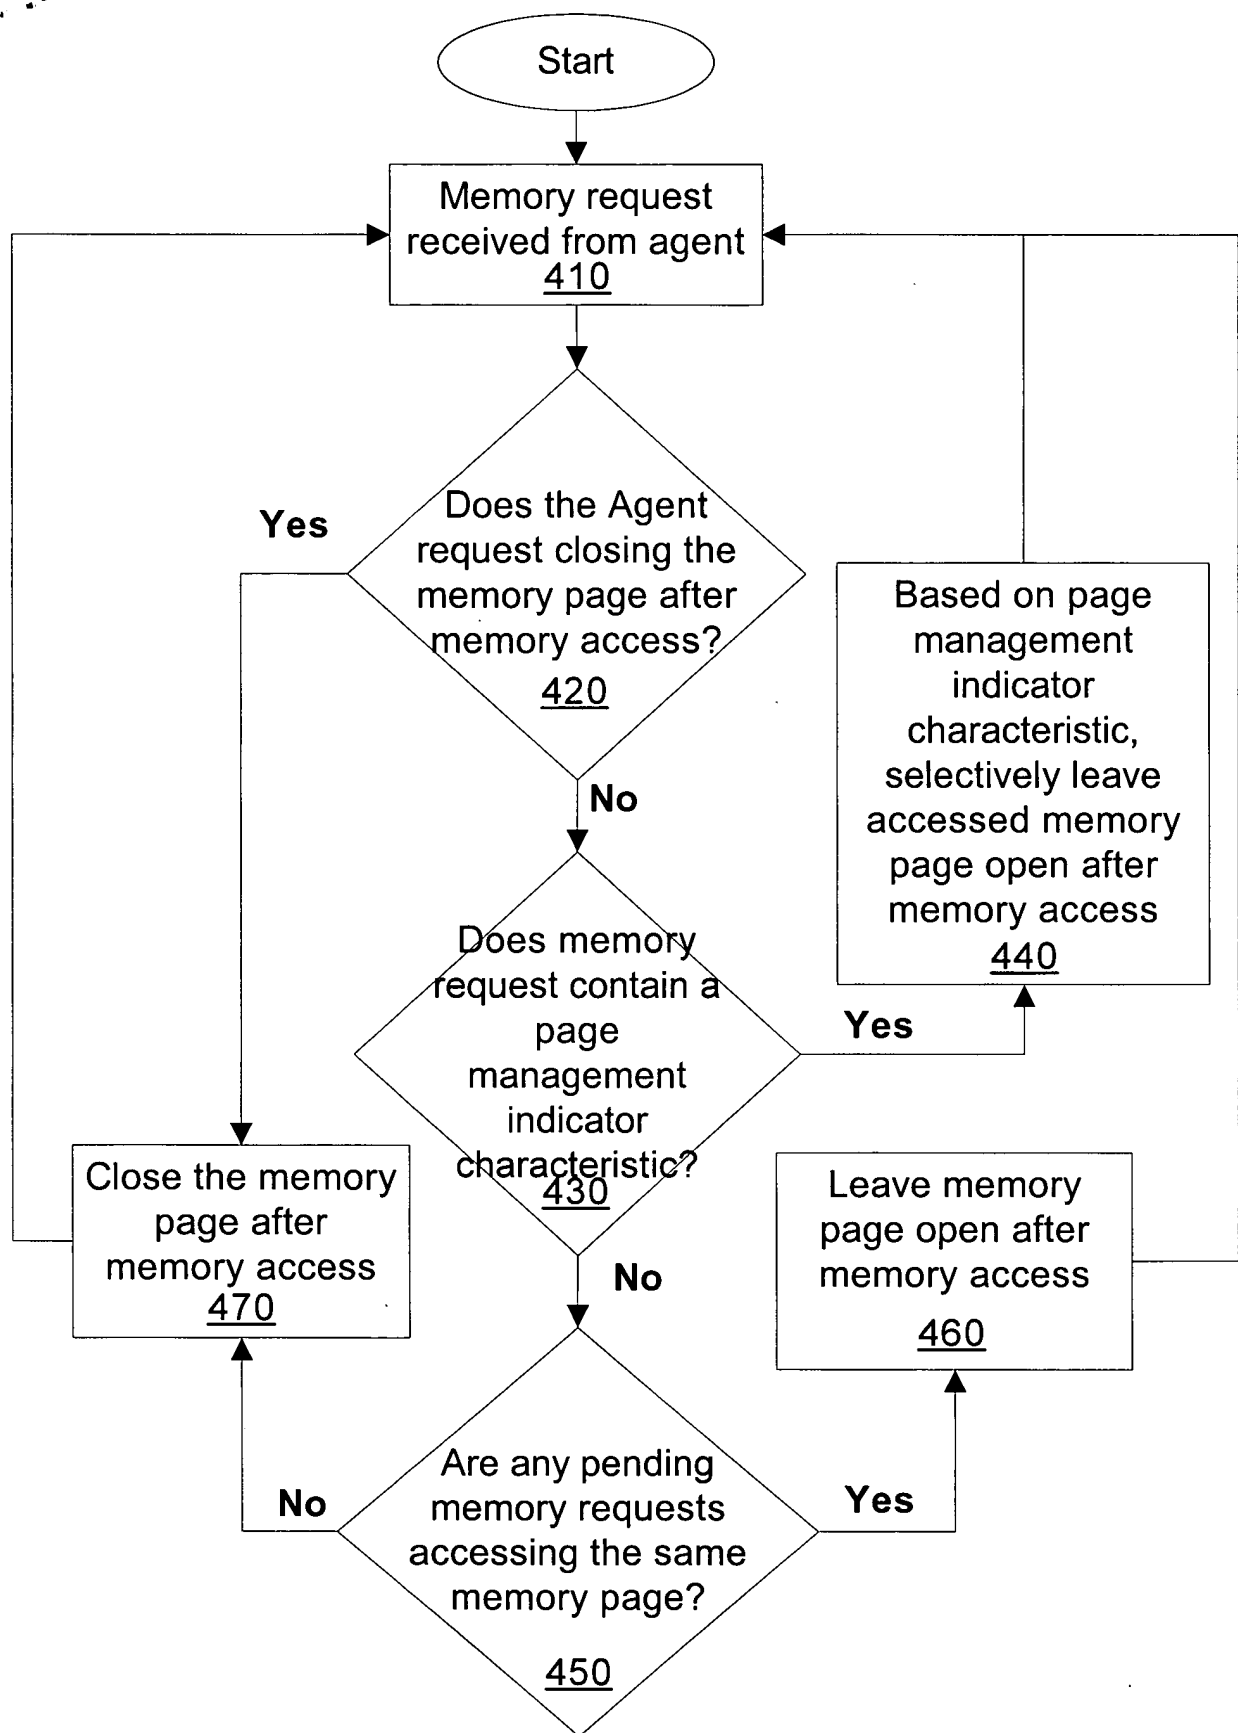 Start
Memory request
received from agent
410
Yes
Does the Agent
request closing the
memory page after
memory access?
420
No
Based on page
management
indicator
characteristic,
selectively leave
accessed memory
page open after
memory access
440
Does memory
request contain a
page
management
indicator
characteristic?
430
Yes
No
Close the memory
page after
memory access
470
Leave memory
page open after
memory access
460
Are any pending
memory requests
accessing the same
memory page?
450
No
Yes